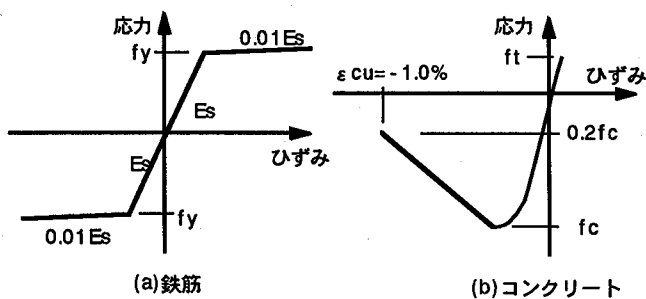 応力
fy
0.01Es
Es
ひずみ
Es
fy
0.01Es
(a)鉄筋
応力
ft
ひずみ
εcu=-1.0%
0.2fc
fc
(b)コンクリート